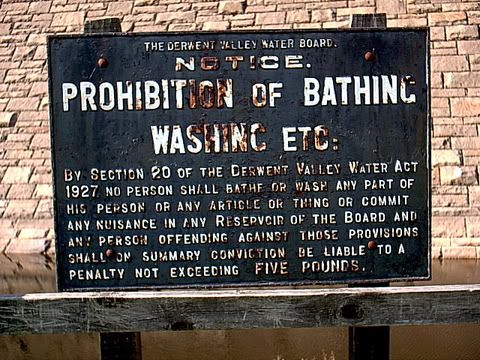 THE DERWENT VALLEY WATER BOARD.
NOTICE.
PROHIBITION OF BATHING
WASHING ETC:
BY SECTION 20 OF THE DERWENT VALLEY WATER ACT
1927 NO PERSON SHALL BATHE OR WASH ANY PART OF
HIS PERSON OR ANY ARTICLE OR THING OR COMMIT
ANY NUISANCE IN ANY RESERVOIR OF THE BOARD AND
ANY PERSON OFFENDING AGAINST THOSE PROVISIONS
SHALL ON SUMMARY CONVICTION BE LIABLE TO A
PENALTY NOT EXCEEDING FIVE POUNDS.